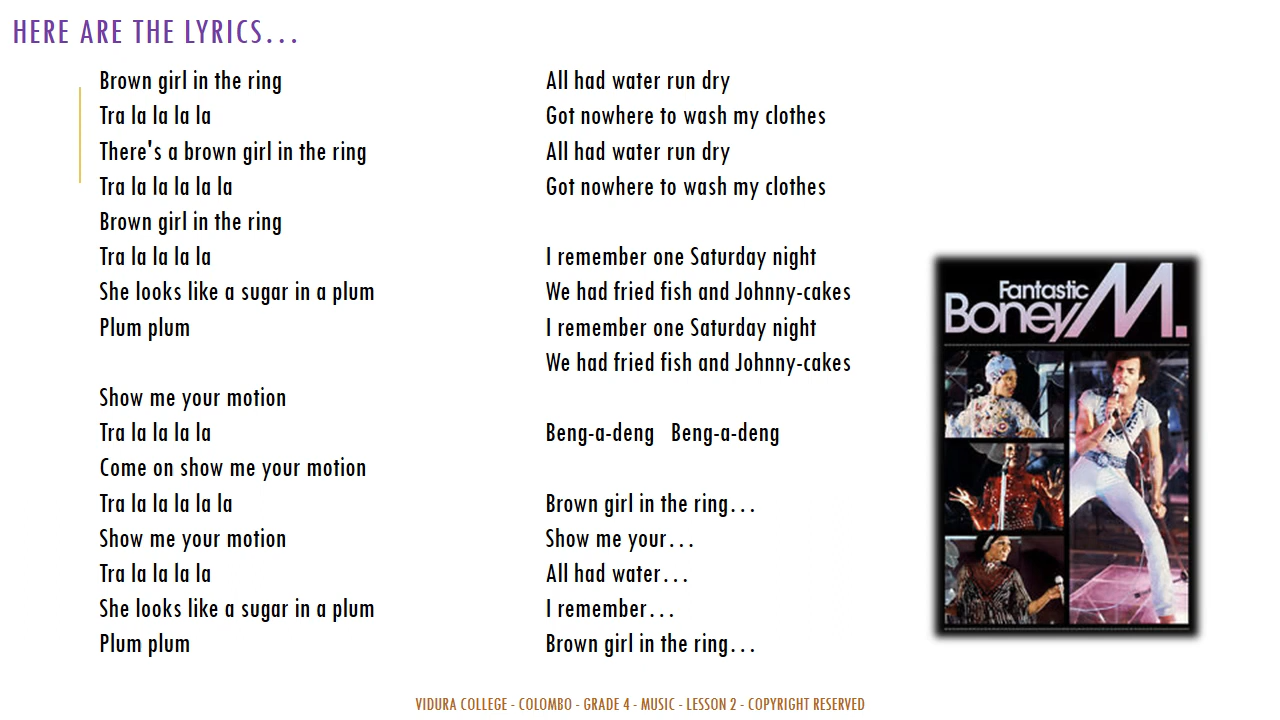 HERE ARE THE LYRICS...
Brown girl in the ring
Tra la la la la
There's a brown girl in the ring
Tra la la la la la
Brown girl in the ring
Tra la la la la
She looks like a sugar in a plum
Plum plum
Show me your motion
Tra la la la la
Come on show me your motion
Tra la la la la la
Show me your motion
Tra la la la la
She looks like a sugar in a plum
Plum plum
All had water run dry
Got nowhere to wash my clothes
All had water run dry
Got nowhere to wash my clothes
I remember one Saturday night
We had fried fish and Johnny-cakes
I remember one Saturday night
We had fried fish and Johnny-cakes
Beng-a-deng Beng-a-deng
Brown girl in the ring...
Show me your...
All had water...
I remember...
Brown girl in the ring...
Fantastic
Boney M.
VIDURA COLLEGE - COLOMBO - GRADE 4 - MUSIC - LESSON 2 - COPYRIGHT RESERVED